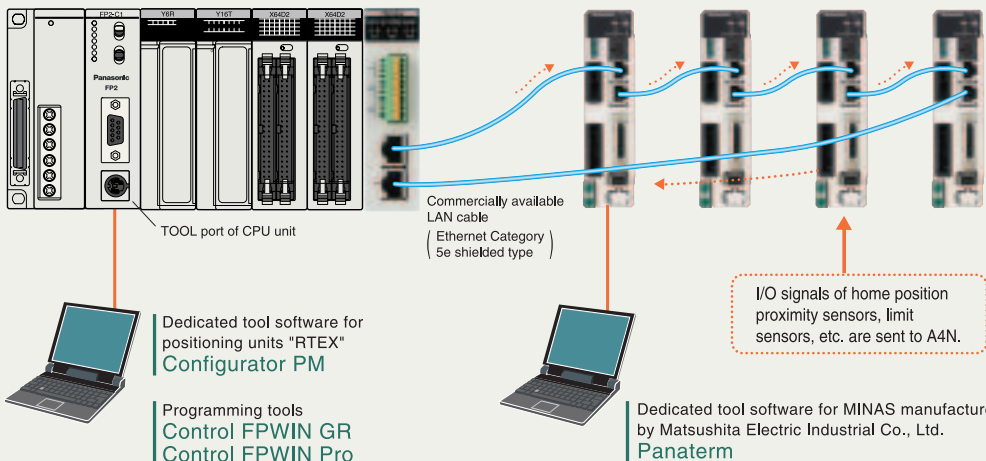 FP2-C1
Y6R
Y16T
X64D2
X64D2
Panasonic
FP2
TOOL port of CPU unit
Commercially available
LAN cable
( Ethernet Category
5e shielded type )
I/O signals of home position
proximity sensors, limit
sensors, etc. are sent to A4N.
Dedicated tool software for
positioning units "RTEX"
Configurator PM
Programming tools
Control FPWIN GR
Control FPWIN Pro
Dedicated tool software for MINAS manufacture
by Matsushita Electric Industrial Co., Ltd.
Panaterm